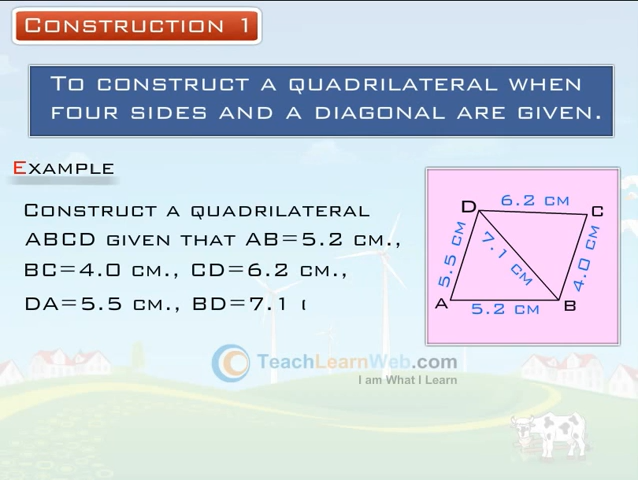 CONSTRUCTION 1
TO CONSTRUCT A QUADRILATERAL WHEN
FOUR SIDES AND A DIAGONAL ARE GIVEN.
EXAMPLE
CONSTRUCT A QUADRILATERAL
ABCD GIVEN THAT AB=5.2 CM.,
BC=4.0 CM., CD=6.2 CM.,
DA=5.5 CM., BD=7.1
D
6.2 CM
C
5.5 CM
7.1 CM
4.0 CM
A
5.2 CM
B
TeachLearnWeb.com
I am What I Learn